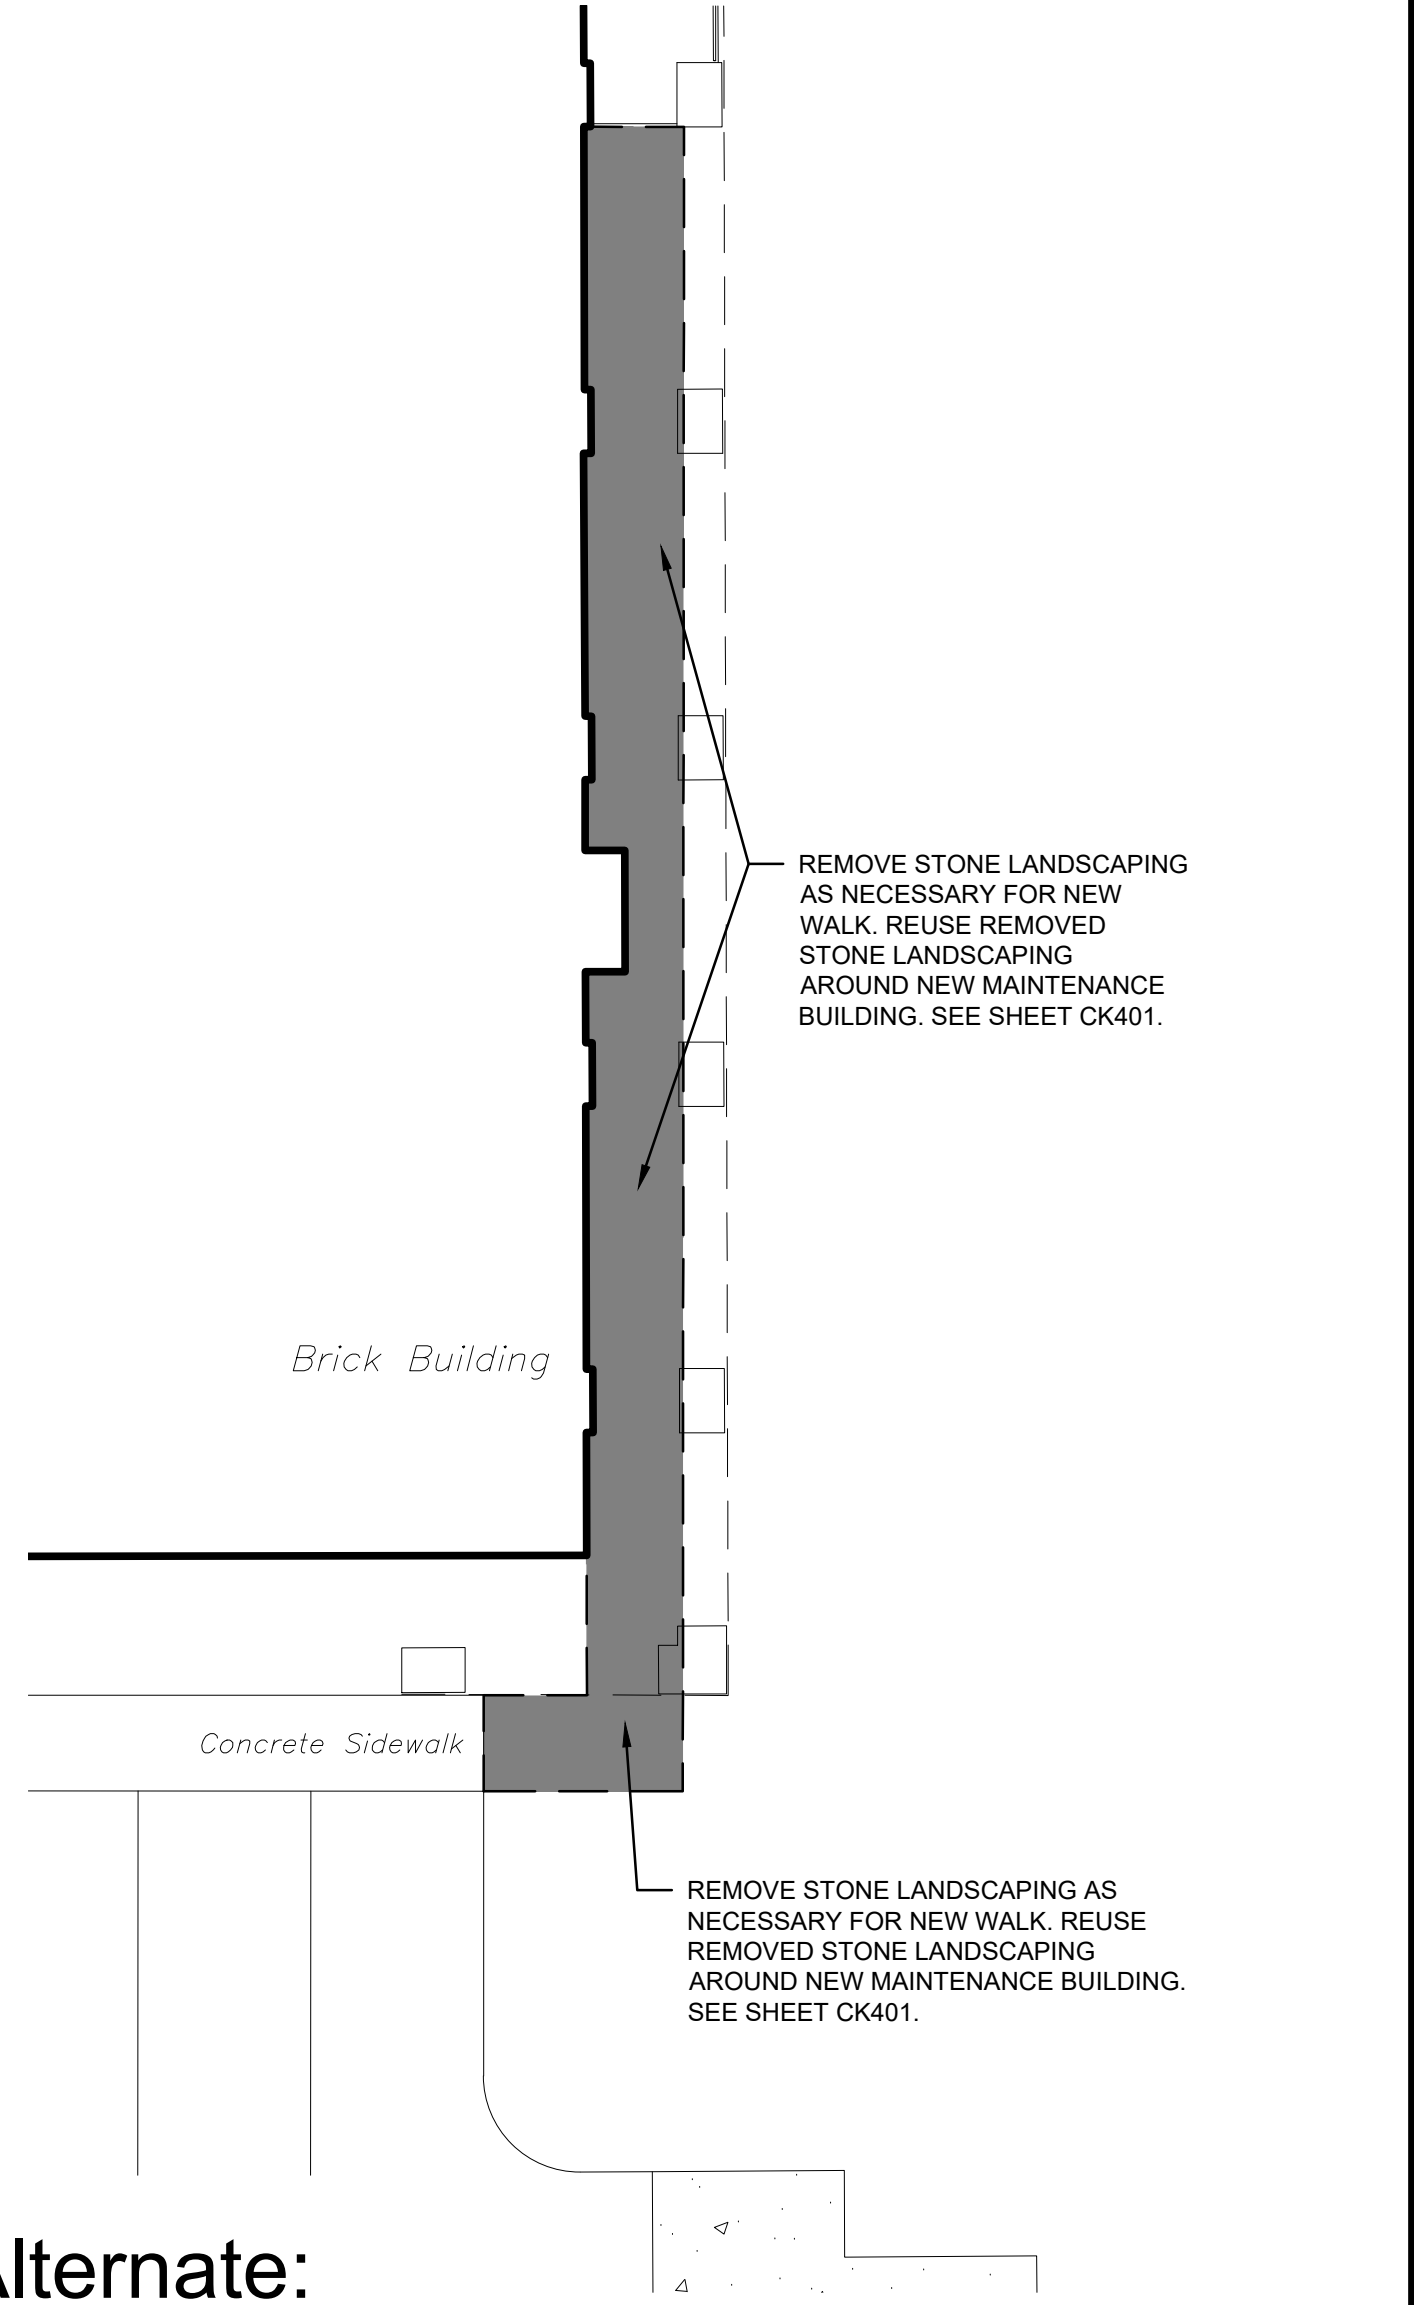 REMOVE STONE LANDSCAPING
AS NECESSARY FOR NEW
WALK. REUSE REMOVED
STONE LANDSCAPING
AROUND NEW MAINTENANCE
BUILDING. SEE SHEET CK401.
Brick Building
Concrete Sidewalk
REMOVE STONE LANDSCAPING AS
NECESSARY FOR NEW WALK. REUSE
REMOVED STONE LANDSCAPING
AROUND NEW MAINTENANCE BUILDING.
SEE SHEET CK401.
Alternate: